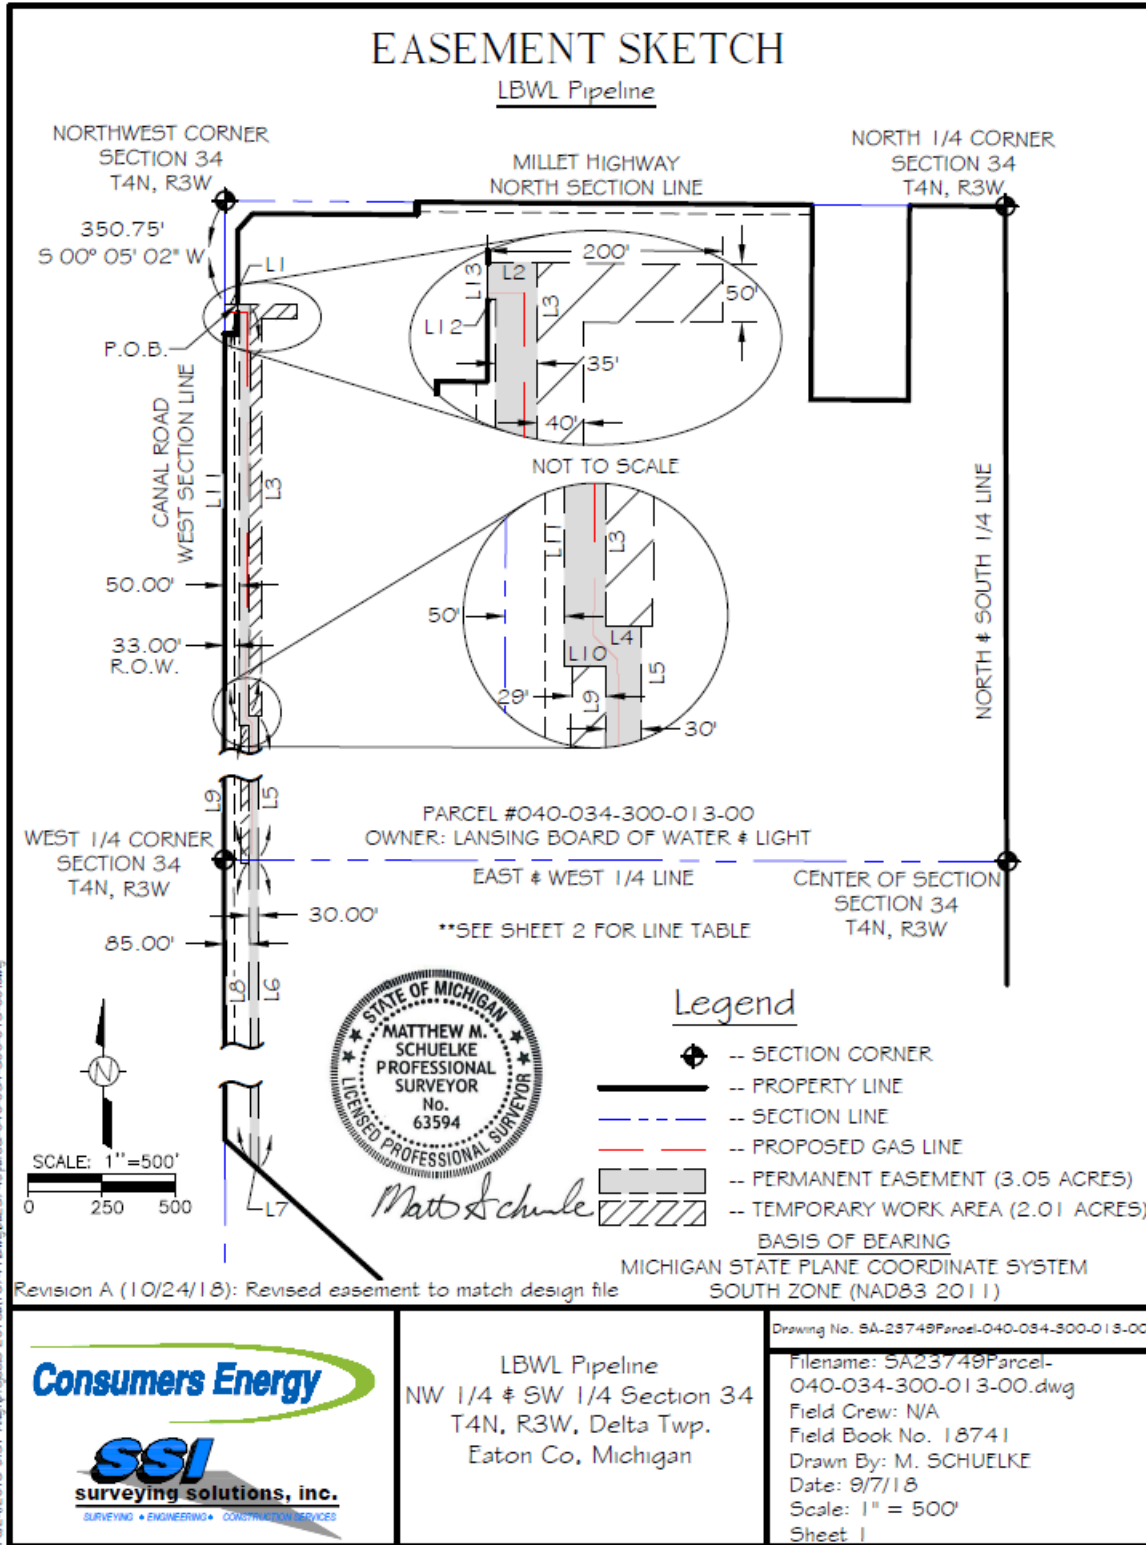 EASEMENT SKETCH
LBWL Pipeline
NORTHWEST CORNER
SECTION 34
T4N, R3W
MILLET HIGHWAY
NORTH SECTION LINE
NORTH 1/4 CORNER
SECTION 34
T4N, R3W
350.75'
S 00° 05' 02" W
L1
P.O.B.
CANAL ROAD
WEST SECTION LINE
L11
L3
200'
L2
L13
L3
50'
L12
35'
40'
NOT TO SCALE
50.00'
33.00'
R.O.W.
L11
L3
50'
L4
L10
L5
29'
L9
30'
NORTH & SOUTH 1/4 LINE
L9
L5
PARCEL #040-034-300-013-00
OWNER: LANSING BOARD OF WATER & LIGHT
WEST 1/4 CORNER
SECTION 34
T4N, R3W
EAST & WEST 1/4 LINE
CENTER OF SECTION
SECTION 34
T4N, R3W
30.00'
85.00'
**SEE SHEET 2 FOR LINE TABLE
L8
L6
STATE OF MICHIGAN
MATTHEW M.
SCHUELKE
PROFESSIONAL
SURVEYOR
No.
63594
LICENSED PROFESSIONAL SURVEYOR
N
SCALE: 1"=500'
0 250 500
L7
Legend
-- SECTION CORNER
-- PROPERTY LINE
-- SECTION LINE
-- PROPOSED GAS LINE
-- PERMANENT EASEMENT (3.05 ACRES)
-- TEMPORARY WORK AREA (2.01 ACRES)
BASIS OF BEARING
MICHIGAN STATE PLANE COORDINATE SYSTEM
SOUTH ZONE (NAD83 2011)
Revision A (10/24/18): Revised easement to match design file
Consumers Energy
SSI
surveying solutions, inc.
SURVEYING ♦ ENGINEERING ♦ CONSTRUCTION SERVICES
LBWL Pipeline
NW 1/4 & SW 1/4 Section 34
T4N, R3W, Delta Twp.
Eaton Co, Michigan
Drawing No. SA-23749Parcel-040-034-300-013-00
Filename: SA23749Parcel-
040-034-300-013-00.dwg
Field Crew: N/A
Field Book No. 18741
Drawn By: M. SCHUELKE
Date: 9/7/18
Scale: 1" = 500'
Sheet 1